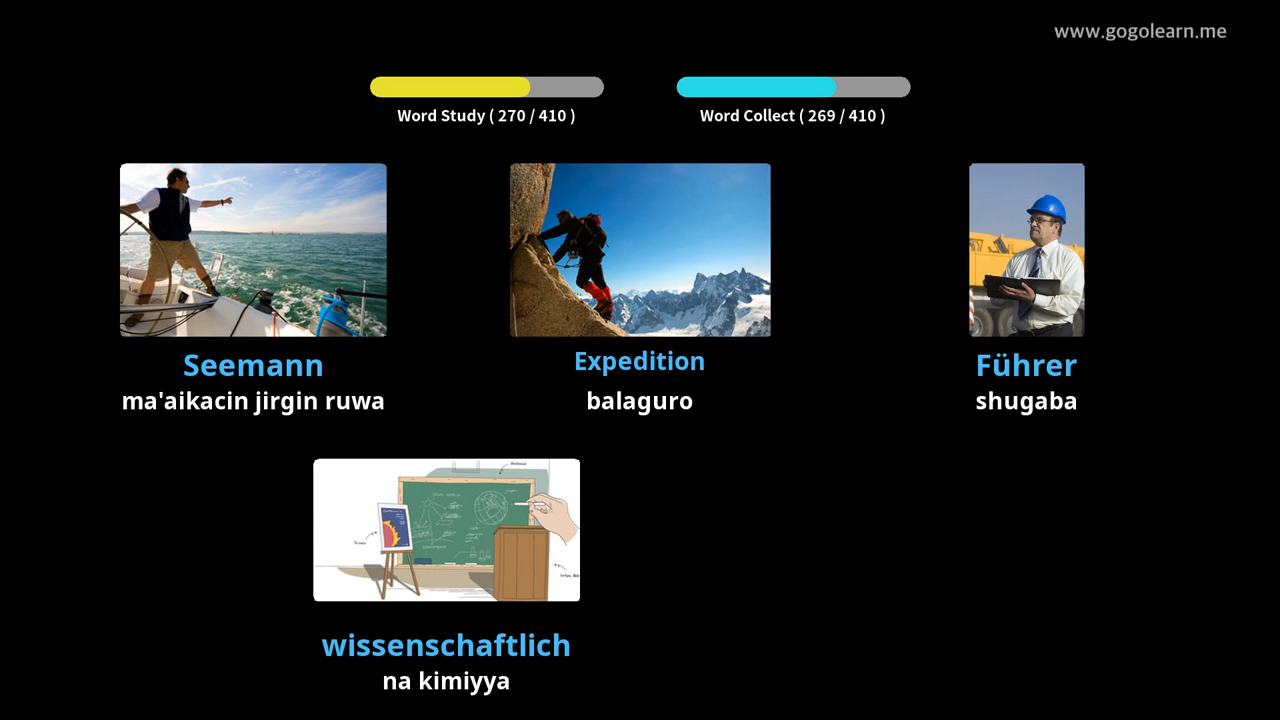 www.gogolearn.me
Word Study ( 270 / 410 )
Word Collect ( 269 / 410 )
Seemann
ma'aikacin jirgin ruwa
Expedition
balaguro
Führer
shugaba
wissenschaftlich
na kimiyya